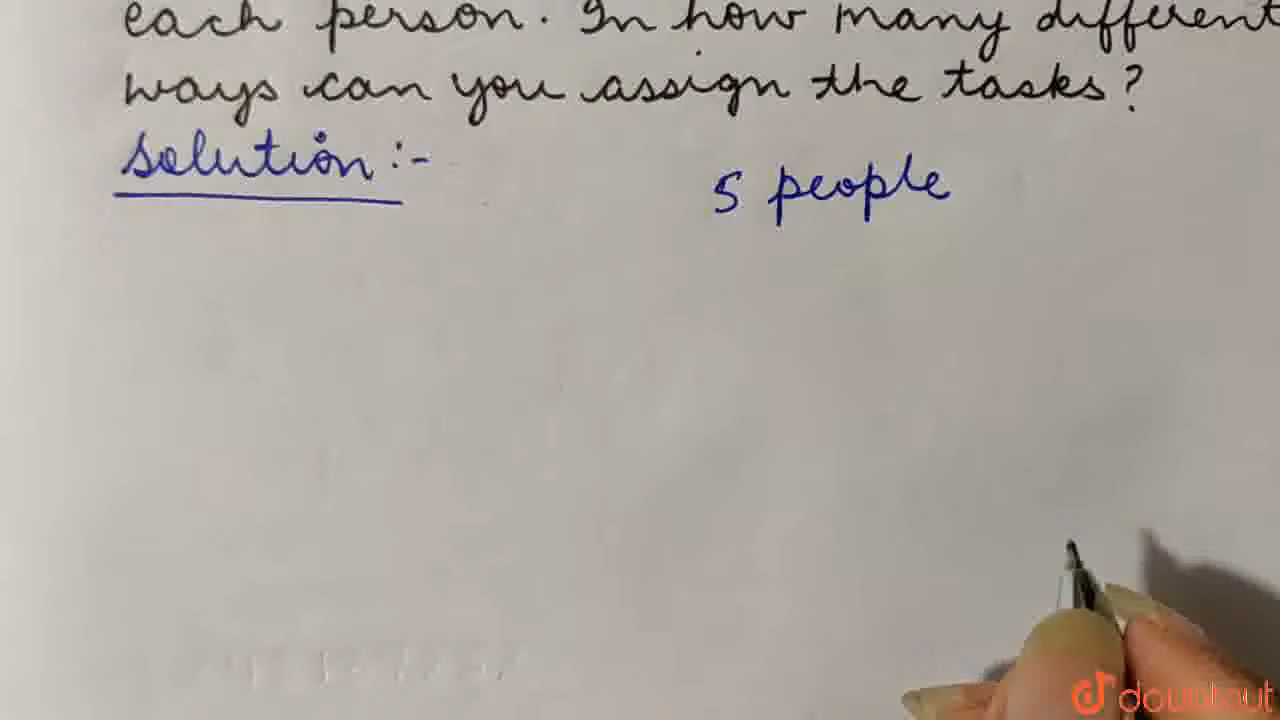 each person. In how many different
ways can you assign the tasks?
Solution :-
5 people
doubtnut